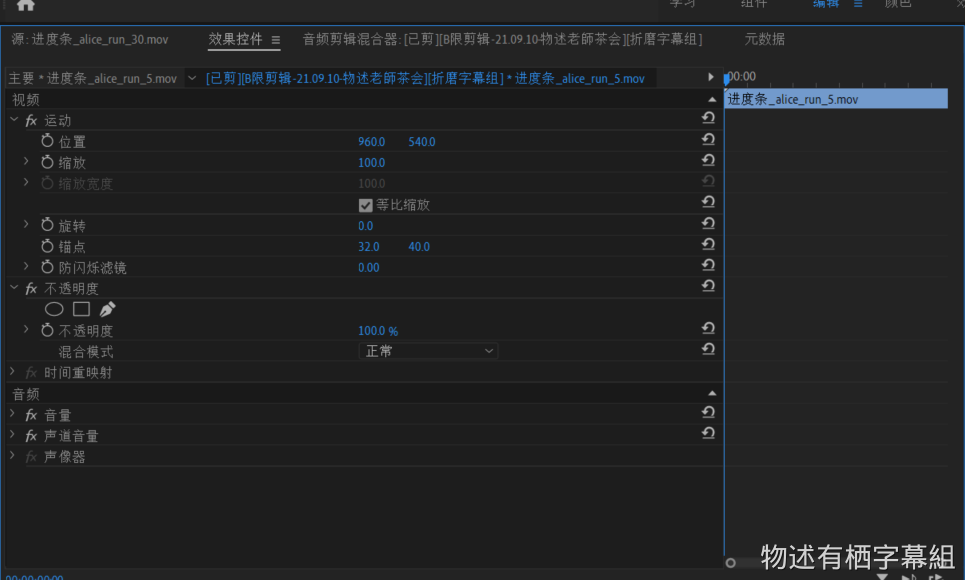 学习 组件 编辑 ≡ 颜色
源: 进度条_alice_run_30.mov 效果控件 ≡ 音频剪辑混合器: [已剪][B限剪辑-21.09.10-物述老師茶会][折磨字幕组] 元数据
主要 * 进度条_alice_run_5.mov [已剪][B限剪辑-21.09.10-物述老師茶会][折磨字幕组] * 进度条_alice_run_5.mov 00:00
视频 进度条_alice_run_5.mov
fx 运动
位置 960.0 540.0
缩放 100.0
缩放宽度 100.0
等比缩放
旋转 0.0
锚点 32.0 40.0
防闪烁滤镜 0.00
fx 不透明度
不透明度 100.0 %
混合模式 正常
fx 时间重映射
音频
fx 音量
fx 声道音量
fx 声像器
物述有栖字幕組
00:00:00:00